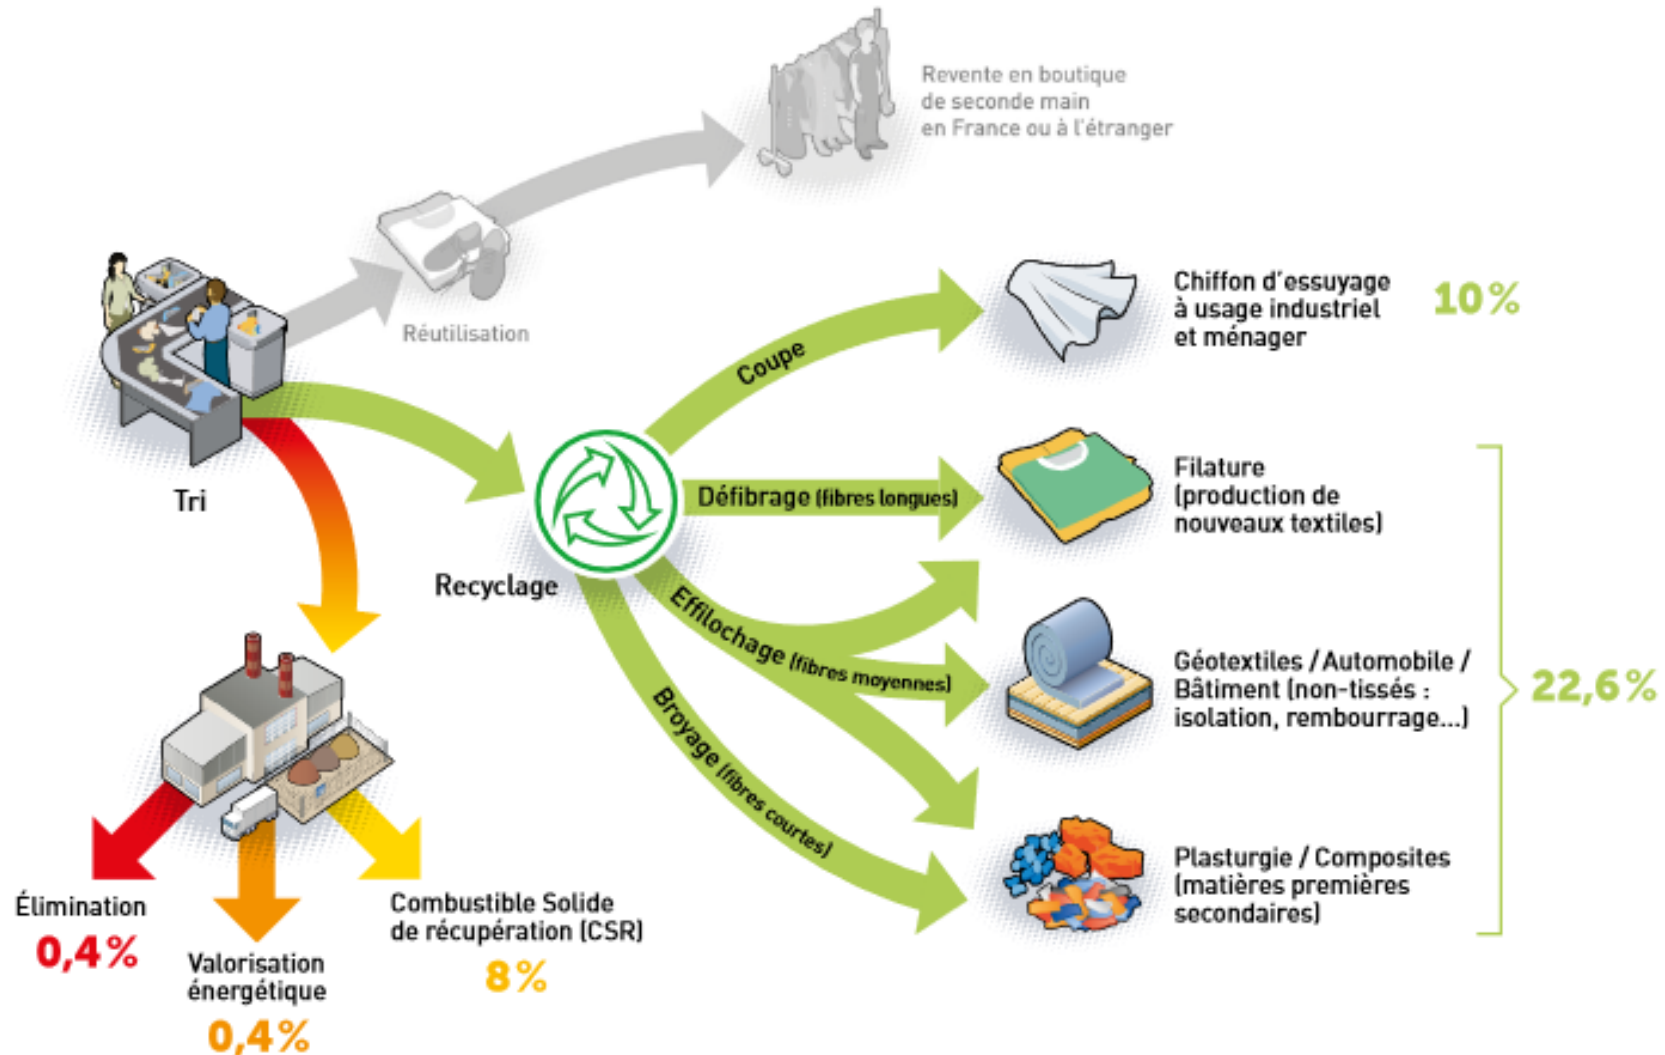 Revente en boutique
de seconde main
en France ou à l'étranger
Réutilisation
Tri
Recyclage
Coupe
Chiffon d'essuyage
à usage industriel
et ménager
10%
Défibrage (fibres longues)
Filature
(production de
nouveaux textiles)
Effilochage (fibres moyennes)
Géotextiles / Automobile /
Bâtiment (non-tissés :
isolation, rembourrage...)
22,6%
Broyage (fibres courtes)
Plasturgie / Composites
(matières premières
secondaires)
Élimination
0,4%
Valorisation
énergétique
0,4%
Combustible Solide
de récupération (CSR)
8%